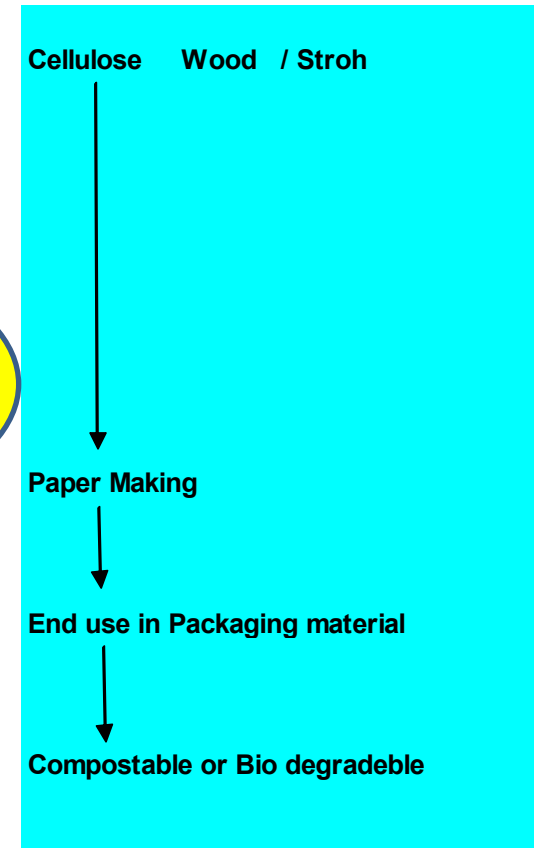 Cellulose Wood / Stroh
Paper Making
End use in Packaging material
Compostable or Bio degradeble